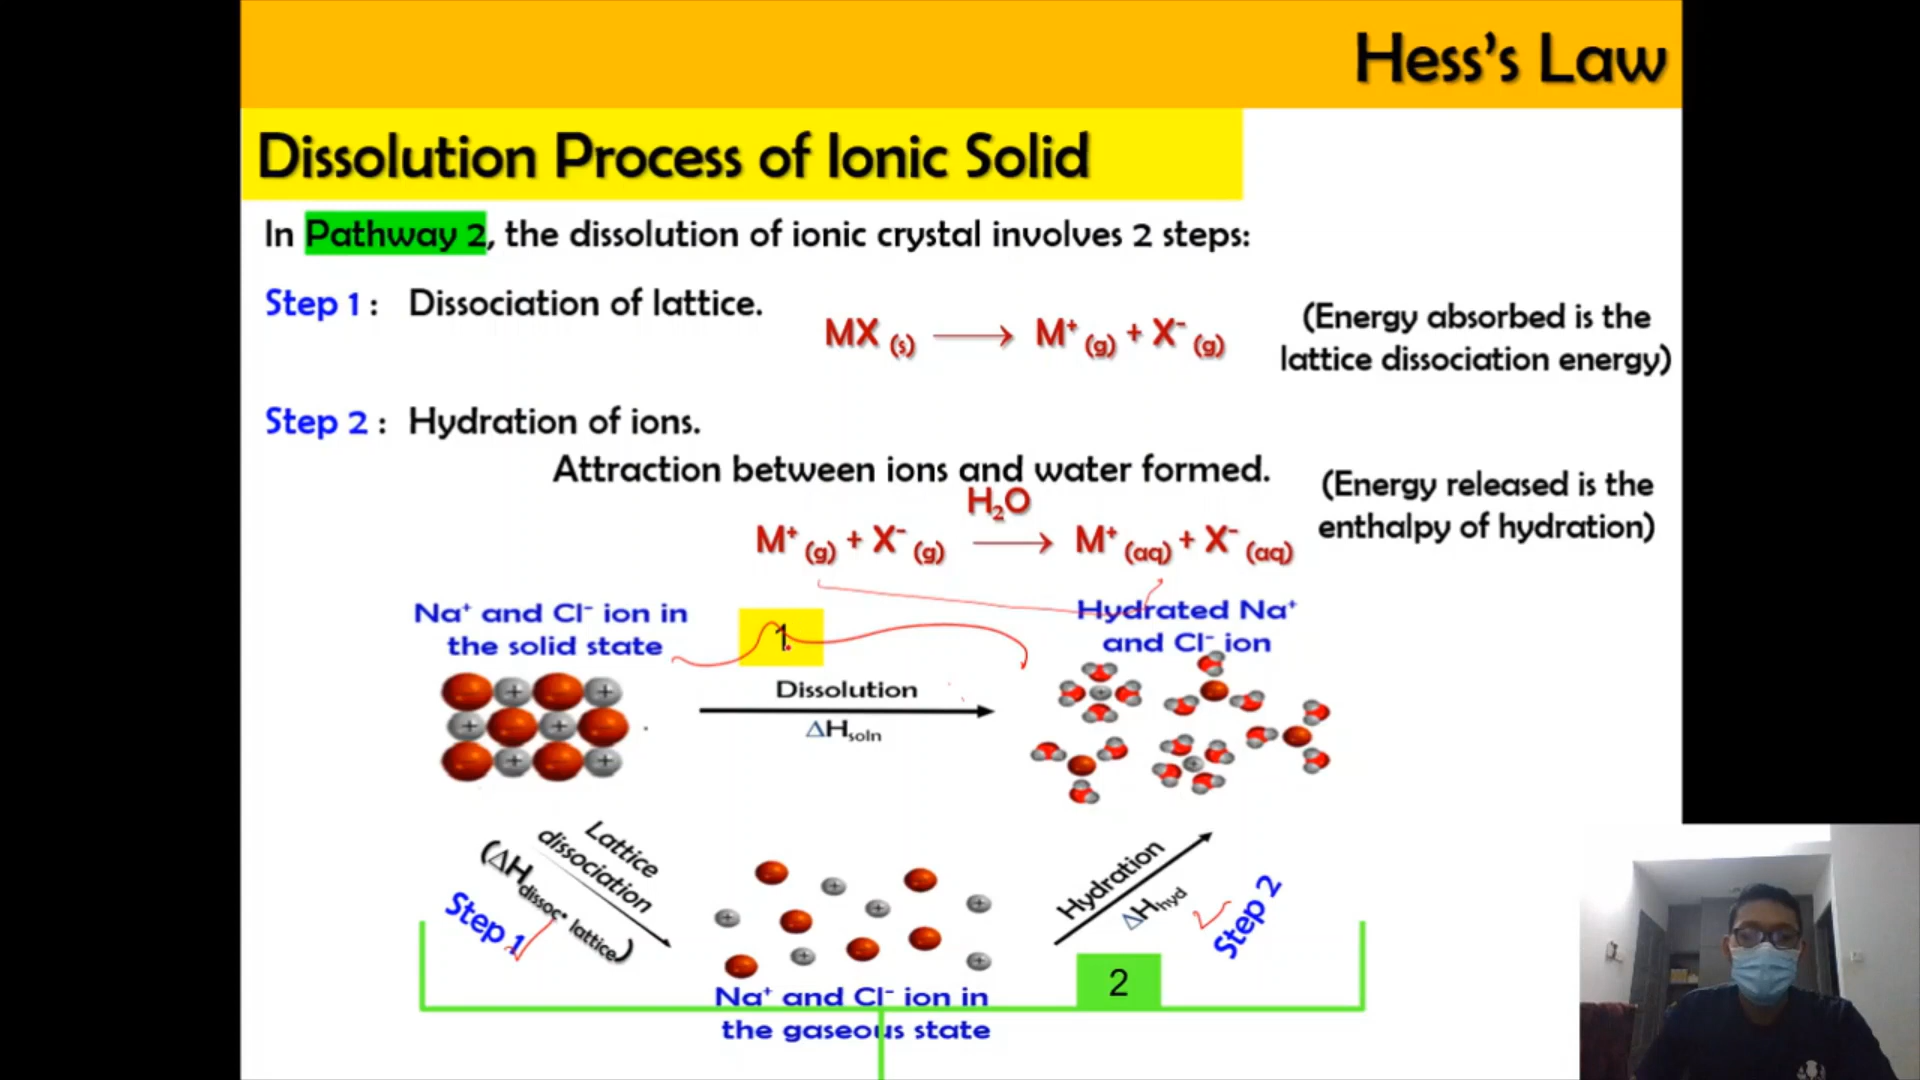 Hess's Law
Dissolution Process of Ionic Solid
In Pathway 2, the dissolution of ionic crystal involves 2 steps:
Step 1 : Dissociation of lattice.
MX (s) ⟶ M⁺ (g) + X⁻ (g)
(Energy absorbed is the
lattice dissociation energy)
Step 2 : Hydration of ions.
Attraction between ions and water formed.
H₂O
M⁺ (g) + X⁻ (g) ⟶ M⁺ (aq) + X⁻ (aq)
(Energy released is the
enthalpy of hydration)
Na⁺ and Cl⁻ ion in
the solid state
1.
Dissolution
ΔHsoln
Hydrated Na⁺
and Cl⁻ ion
Lattice
dissociation
(ΔHdissoc. lattice)
Step 1
Hydration
ΔHhyd
Step 2
2
Na⁺ and Cl⁻ ion in
the gaseous state